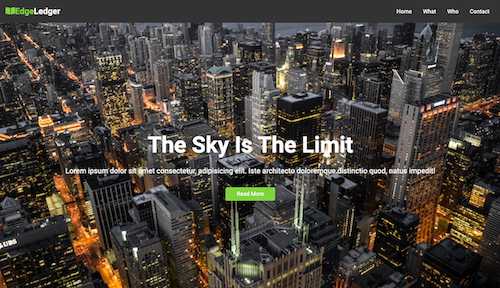 EdgeLedger
Home What Who Contact
The Sky Is The Limit
Lorem ipsum dolor sit amet consectetur, adipisicing elit. Iste architecto doloremque distinctio quod, natus impedit!
Read More